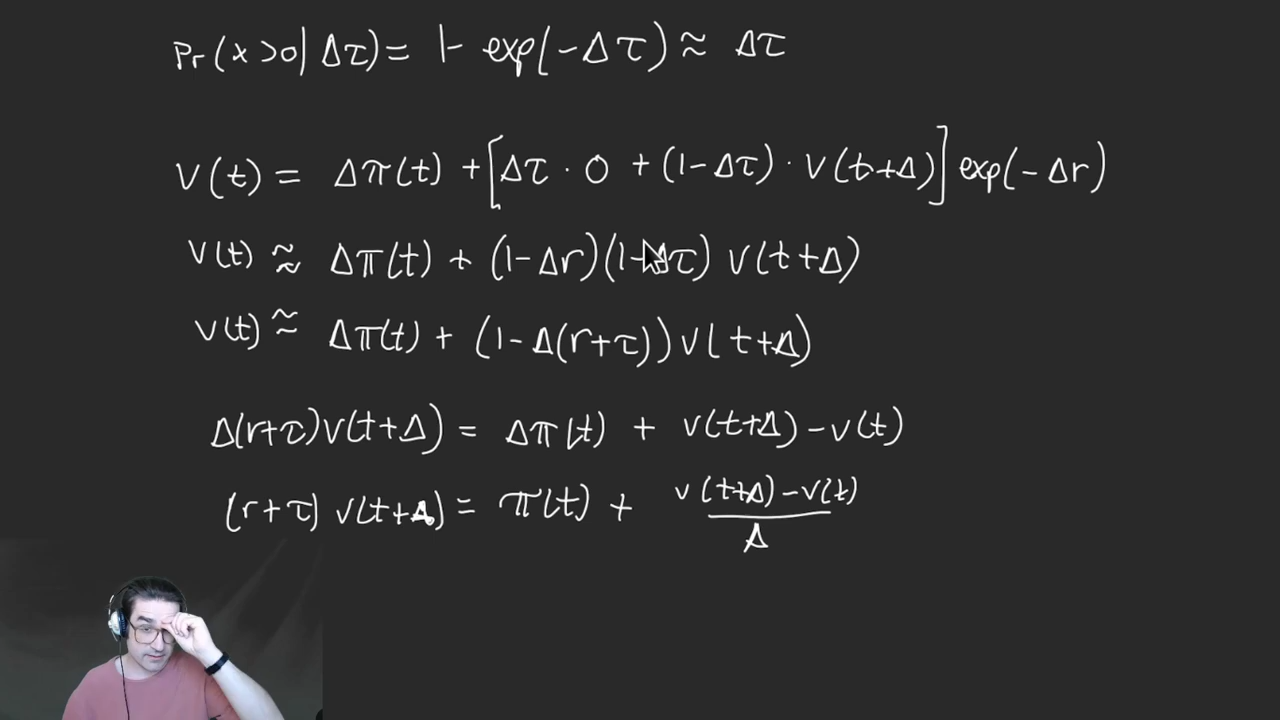 Pr(x>0|Δτ) = 1 - exp(-Δτ) ≈ Δτ
V(t) = Δπ(t) + [Δτ · 0 + (1-Δτ) · V(t+Δ)] exp(-Δr)
V(t) ≈ Δπ(t) + (1-Δr)(1-Δτ) V(t+Δ)
V(t) ≈ Δπ(t) + (1-Δ(r+τ)) V(t+Δ)
Δ(r+τ)V(t+Δ) = Δπ(t) + V(t+Δ) - V(t)
(r+τ) V(t+Δ) = π(t) + \frac{V(t+Δ) - V(t)}{Δ}